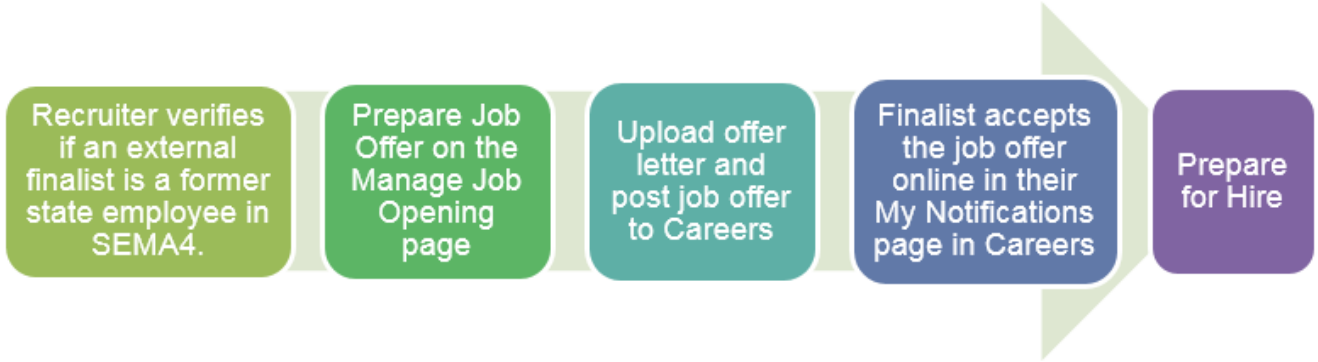 Recruiter verifies
if an external
finalist is a former
state employee in
SEMA4.
Prepare Job
Offer on the
Manage Job
Opening
page
Upload offer
letter and
post job offer
to Careers
Finalist accepts
the job offer
online in their
My Notifications
page in Careers
Prepare
for Hire